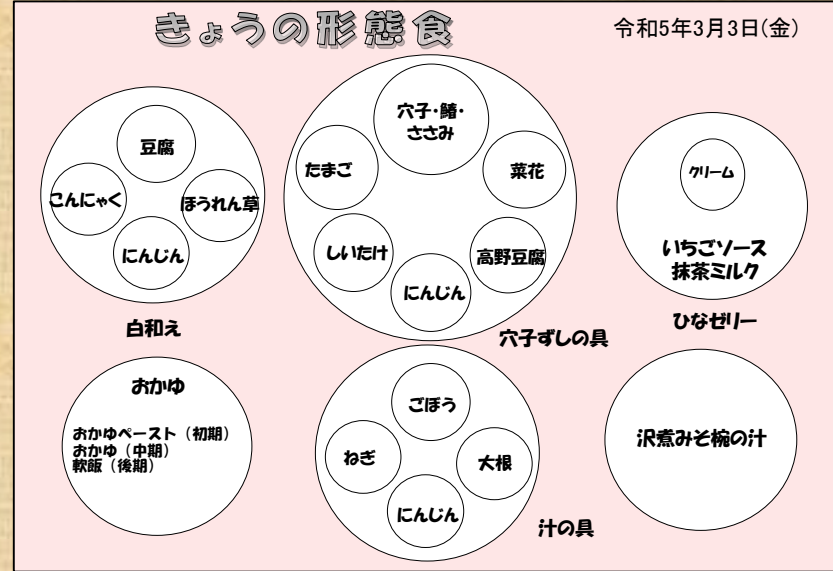 きょうの形態食
令和5年3月3日(金)
豆腐
こんにゃく
ほうれん草
にんじん
白和え
穴子・鰆・
ささみ
たまご
菜花
しいたけ
高野豆腐
にんじん
穴子ずしの具
クリーム
いちごソース
抹茶ミルク
ひなゼリー
おかゆ
おかゆペースト（初期）
おかゆ（中期）
軟飯（後期）
ごぼう
ねぎ
大根
にんじん
汁の具
沢煮みそ椀の汁